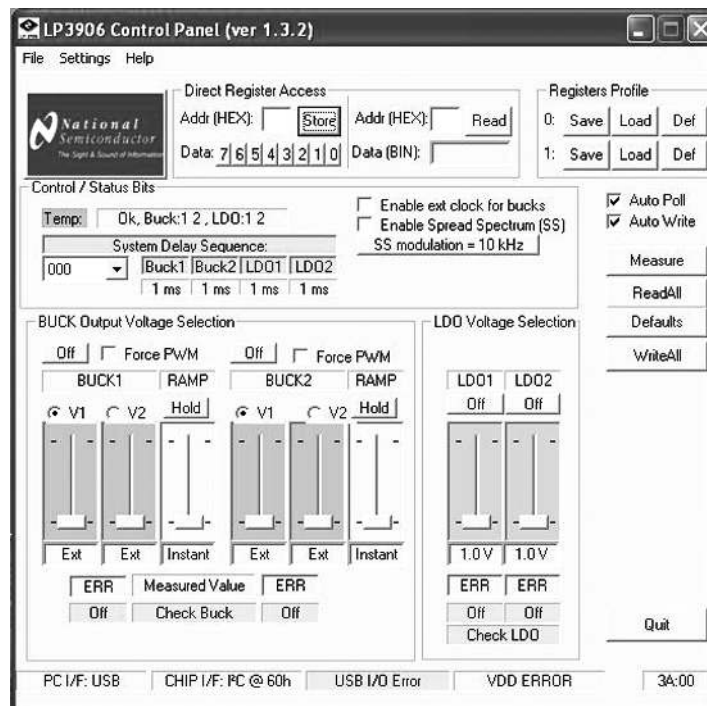 LP3906 Control Panel (ver 1.3.2)
File Settings Help
National
Semiconductor
The Sight & Sound of Information
Direct Register Access
Addr (HEX): Store Addr (HEX): Read
Data: 7 6 5 4 3 2 1 0 Data (BIN):
Registers Profile
0: Save Load Def
1: Save Load Def
Control / Status Bits
Temp: Ok, Buck:1 2 , LDO:1 2
System Delay Sequence:
000 Buck1 Buck2 LDO1 LDO2
1 ms 1 ms 1 ms 1 ms
Enable ext clock for bucks
Enable Spread Spectrum (SS)
SS modulation = 10 kHz
Auto Poll
Auto Write
Measure
ReadAll
Defaults
WriteAll
BUCK Output Voltage Selection
Off Force PWM Off Force PWM
BUCK1 RAMP BUCK2 RAMP
V1 V2 Hold V1 V2 Hold
Ext Ext Instant Ext Ext Instant
ERR Measured Value ERR
Off Check Buck Off
LDO Voltage Selection
LDO1 LDO2
Off Off
1.0 V 1.0 V
ERR ERR
Off Off
Check LDO
Quit
PC I/F: USB CHIP I/F: I²C @ 60h USB I/O Error VDD ERROR 3A:00